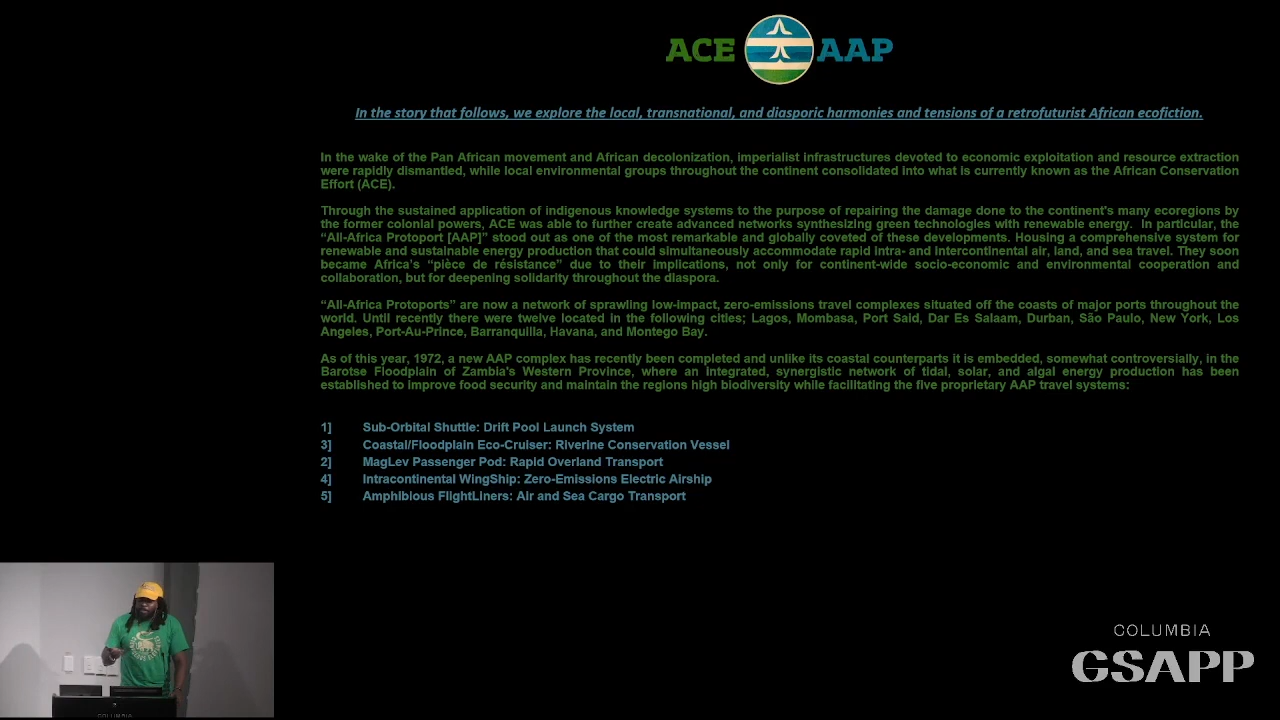 ACE AAP
In the story that follows, we explore the local, transnational, and diasporic harmonies and tensions of a retrofuturist African ecofiction.
In the wake of the Pan African movement and African decolonization, imperialist infrastructures devoted to economic exploitation and resource extraction
were rapidly dismantled, while local environmental groups throughout the continent consolidated into what is currently known as the African Conservation
Effort (ACE).
Through the sustained application of indigenous knowledge systems to the purpose of repairing the damage done to the continent's many ecoregions by
the former colonial powers, ACE was able to further create advanced networks synthesizing green technologies with renewable energy. In particular, the
“All-Africa Protoport [AAP]” stood out as one of the most remarkable and globally coveted of these developments. Housing a comprehensive system for
renewable and sustainable energy production that could simultaneously accommodate rapid intra- and intercontinental air, land, and sea travel. They soon
became Africa's “pièce de résistance” due to their implications, not only for continent-wide socio-economic and environmental cooperation and
collaboration, but for deepening solidarity throughout the diaspora.
“All-Africa Protoports” are now a network of sprawling low-impact, zero-emissions travel complexes situated off the coasts of major ports throughout the
world. Until recently there were twelve located in the following cities; Lagos, Mombasa, Port Said, Dar Es Salaam, Durban, São Paulo, New York, Los
Angeles, Port-Au-Prince, Barranquilla, Havana, and Montego Bay.
As of this year, 1972, a new AAP complex has recently been completed and unlike its coastal counterparts it is embedded, somewhat controversially, in the
Barotse Floodplain of Zambia's Western Province, where an integrated, synergistic network of tidal, solar, and algal energy production has been
established to improve food security and maintain the regions high biodiversity while facilitating the five proprietary AAP travel systems:
1] Sub-Orbital Shuttle: Drift Pool Launch System
3] Coastal/Floodplain Eco-Cruiser: Riverine Conservation Vessel
2] MagLev Passenger Pod: Rapid Overland Transport
4] Intracontinental WingShip: Zero-Emissions Electric Airship
5] Amphibious FlightLiners: Air and Sea Cargo Transport
COLUMBIA
GSAPP
COLUMBIA